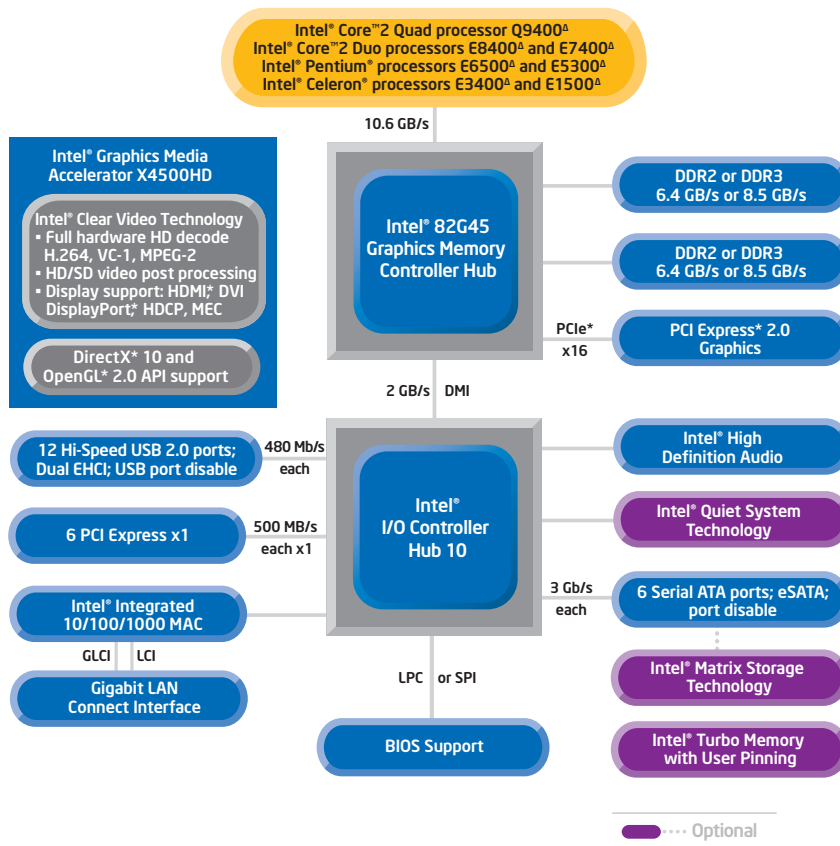 Intel® Core™2 Quad processor Q9400Δ
Intel® Core™2 Duo processors E8400Δ and E7400Δ
Intel® Pentium® processors E6500Δ and E5300Δ
Intel® Celeron® processors E3400Δ and E1500Δ
10.6 GB/s
Intel® Graphics Media
Accelerator X4500HD
Intel® Clear Video Technology
▪ Full hardware HD decode
H.264, VC-1, MPEG-2
▪ HD/SD video post processing
▪ Display support: HDMI,* DVI
DisplayPort,* HDCP, MEC
DirectX* 10 and
OpenGL* 2.0 API support
Intel® 82G45
Graphics Memory
Controller Hub
DDR2 or DDR3
6.4 GB/s or 8.5 GB/s
DDR2 or DDR3
6.4 GB/s or 8.5 GB/s
PCIe*
x16
PCI Express* 2.0
Graphics
2 GB/s DMI
12 Hi-Speed USB 2.0 ports;
Dual EHCI; USB port disable
480 Mb/s
each
6 PCI Express x1
500 MB/s
each x1
Intel® Integrated
10/100/1000 MAC
GLCI LCI
Gigabit LAN
Connect Interface
Intel®
I/O Controller
Hub 10
Intel® High
Definition Audio
Intel® Quiet System
Technology
3 Gb/s
each
6 Serial ATA ports; eSATA;
port disable
Intel® Matrix Storage
Technology
Intel® Turbo Memory
with User Pinning
LPC or SPI
BIOS Support
Optional